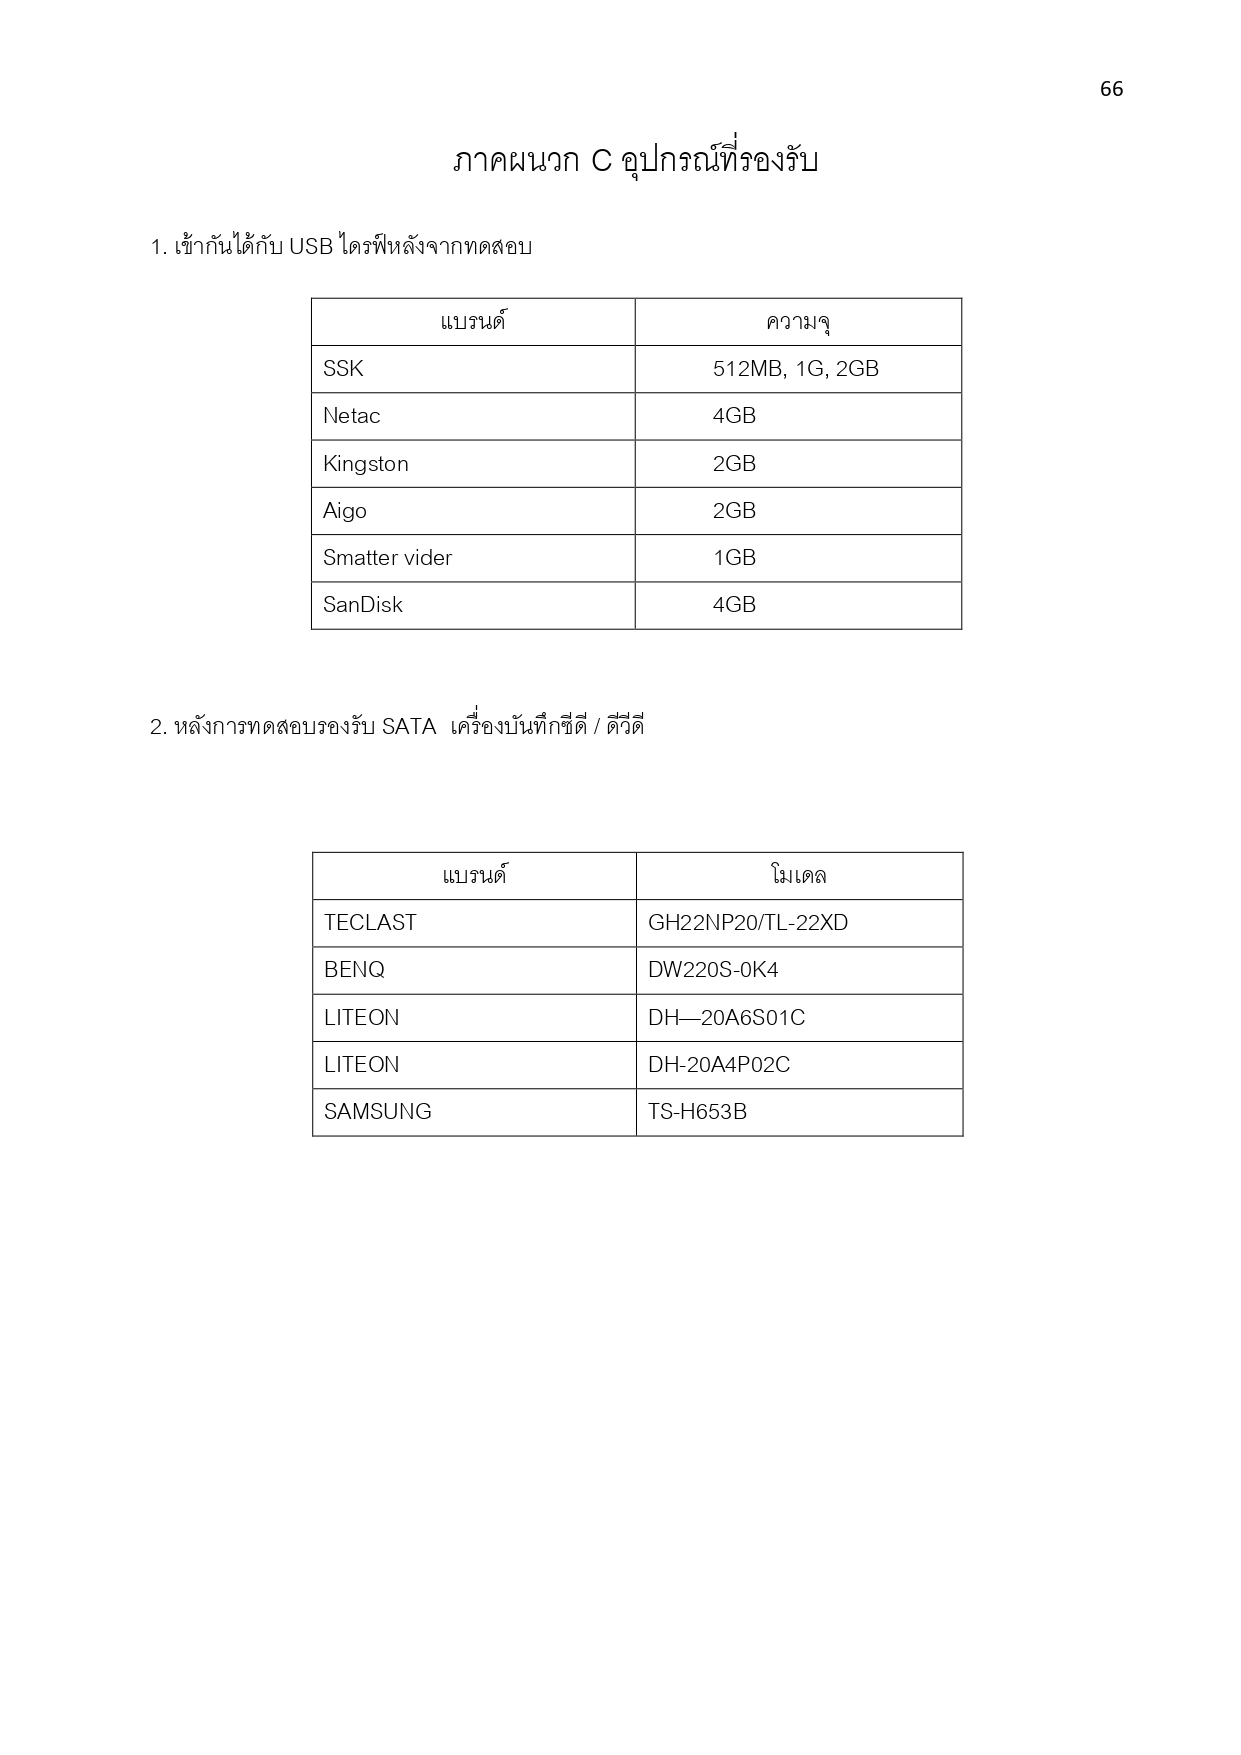 66
ภาคผนวก C อุปกรณ์ที่รองรับ
1. เข้ากันได้กับ USB ไดรฟ์หลังจากทดสอบ
แบรนด์ ความจุ
SSK 512MB, 1G, 2GB
Netac 4GB
Kingston 2GB
Aigo 2GB
Smatter vider 1GB
SanDisk 4GB
2. หลังการทดสอบรองรับ SATA เครื่องบันทึกซีดี / ดีวีดี
แบรนด์ โมเดล
TECLAST GH22NP20/TL-22XD
BENQ DW220S-0K4
LITEON DH—20A6S01C
LITEON DH-20A4P02C
SAMSUNG TS-H653B